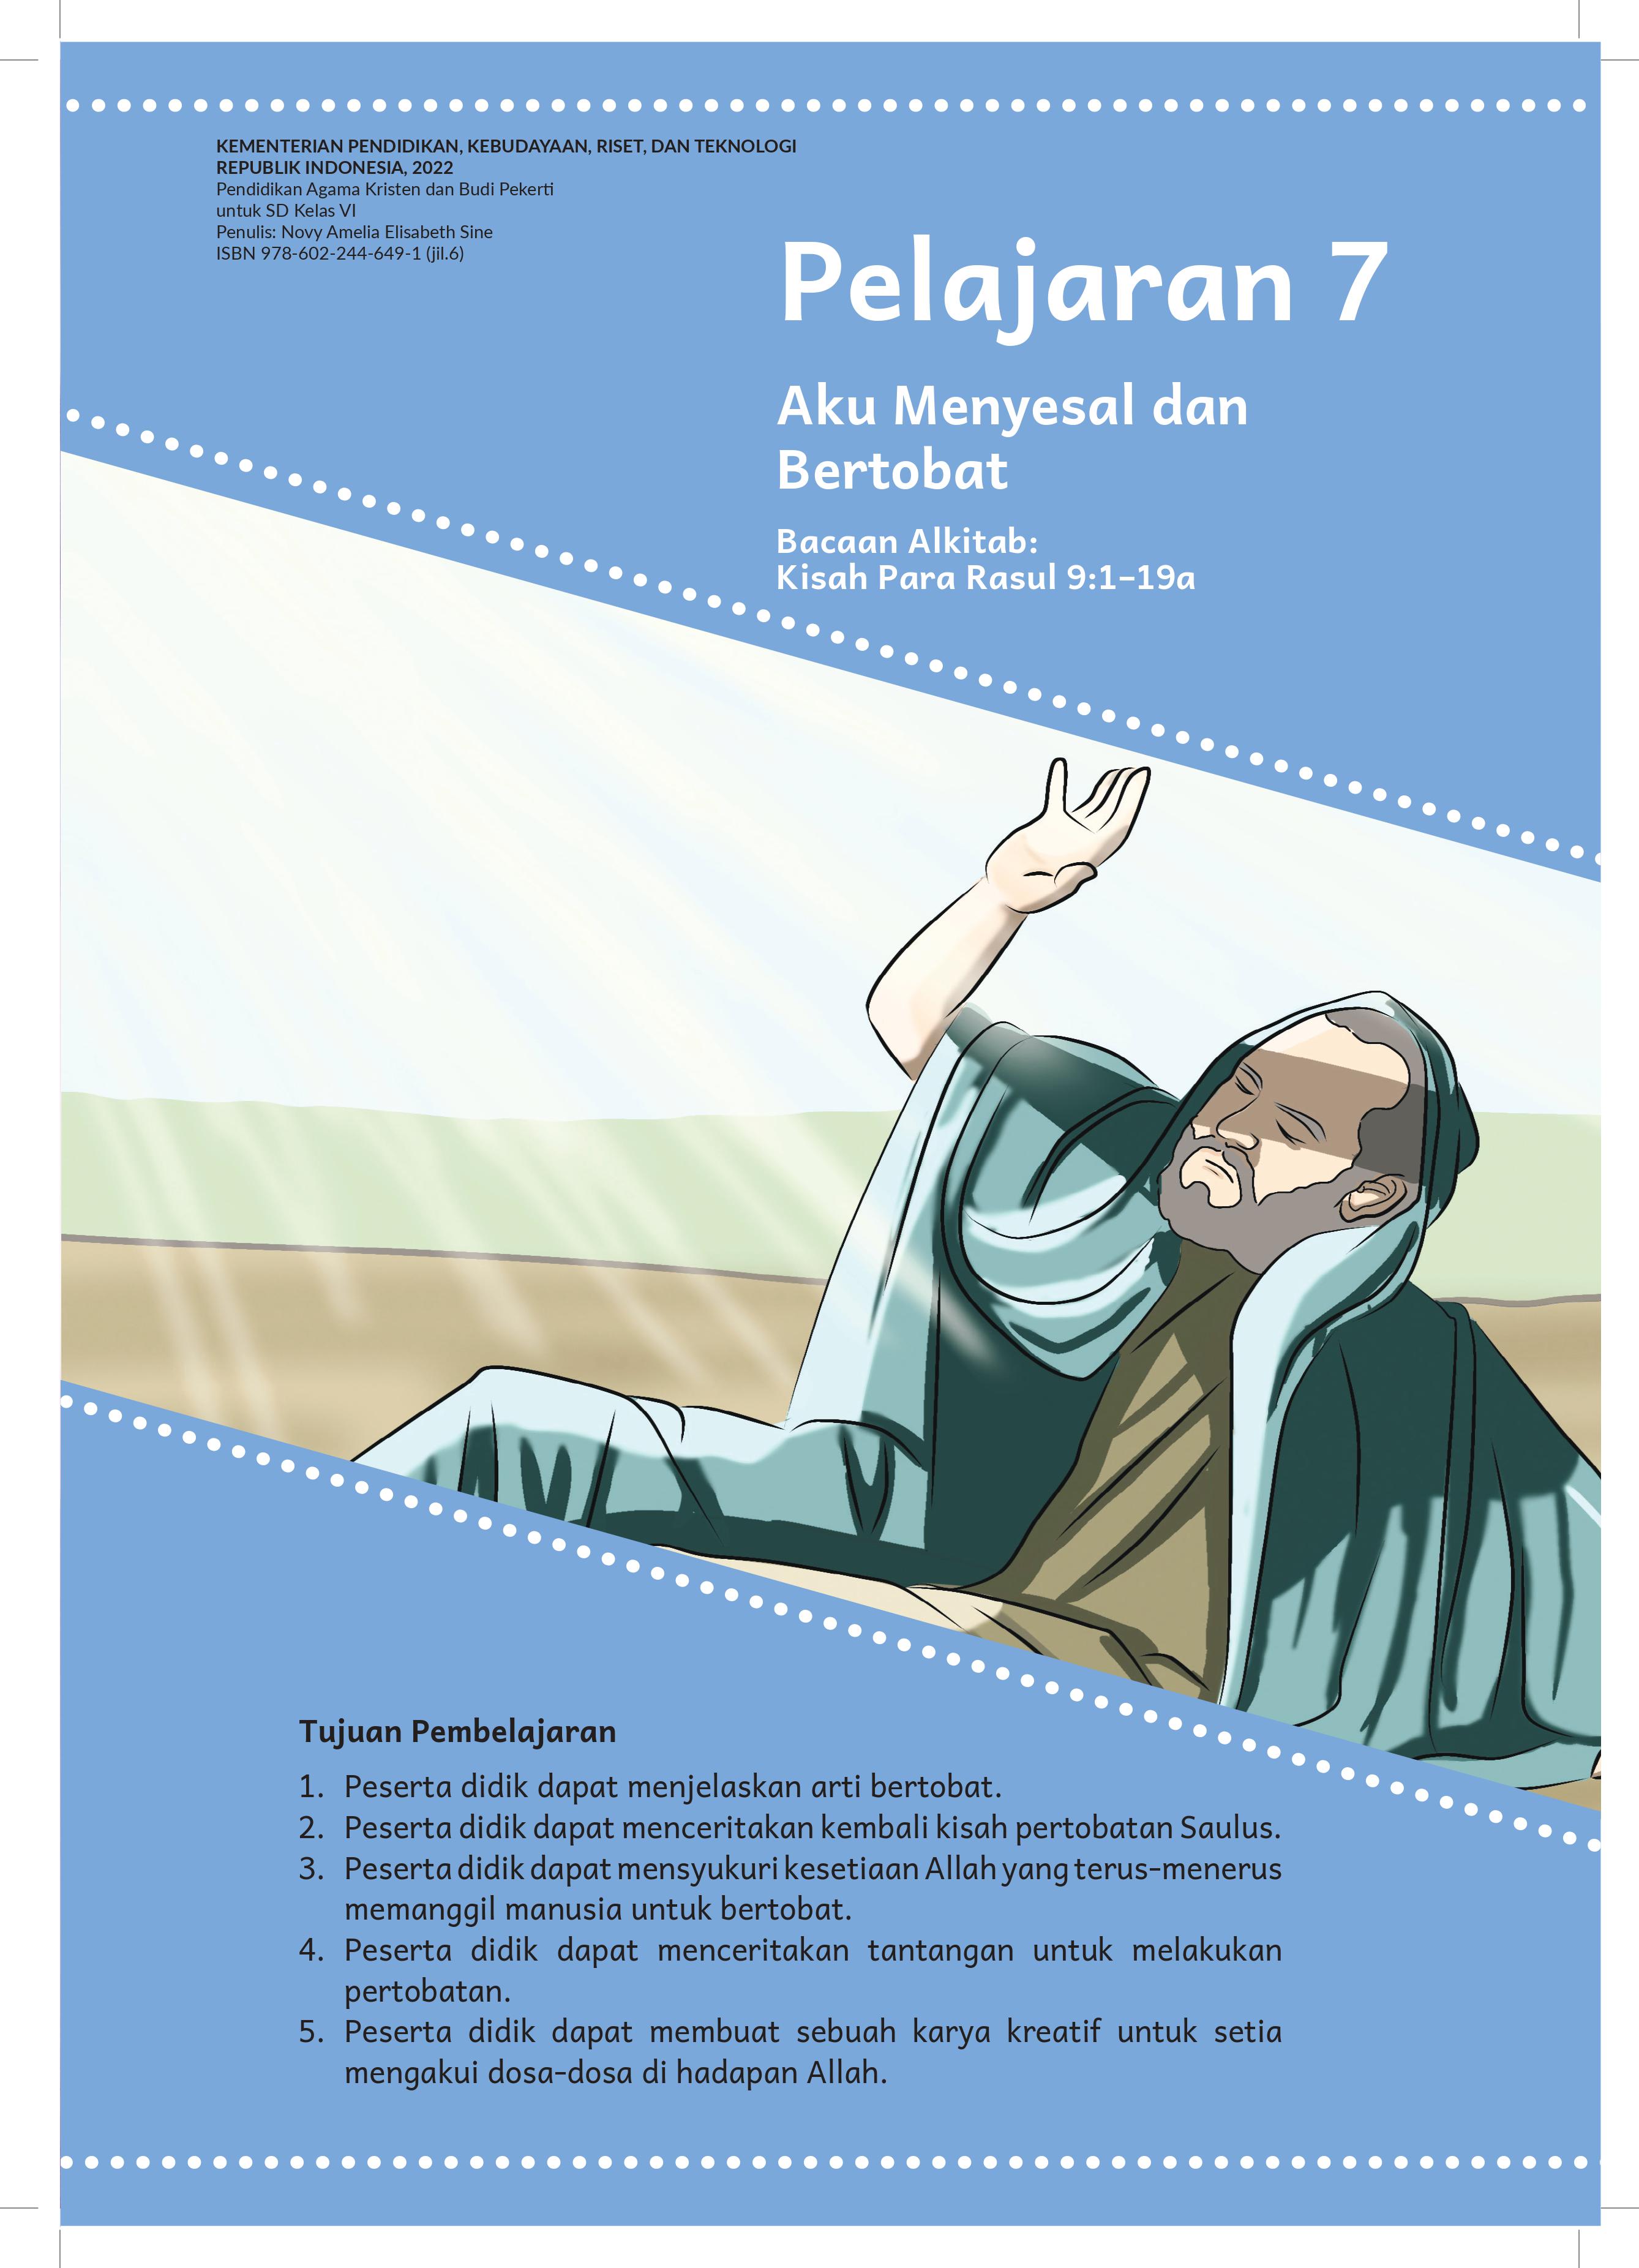 KEMENTERIAN PENDIDIKAN, KEBUDAYAAN, RISET, DAN TEKNOLOGI
REPUBLIK INDONESIA, 2022
Pendidikan Agama Kristen dan Budi Pekerti
untuk SD Kelas VI
Penulis: Novy Amelia Elisabeth Sine
ISBN 978-602-244-649-1 (jil.6)
Pelajaran 7
Aku Menyesal dan
Bertobat
Bacaan Alkitab:
Kisah Para Rasul 9:1–19a
Tujuan Pembelajaran
1. Peserta didik dapat menjelaskan arti bertobat.
2. Peserta didik dapat menceritakan kembali kisah pertobatan Saulus.
3. Peserta didik dapat mensyukuri kesetiaan Allah yang terus-menerus
memanggil manusia untuk bertobat.
4. Peserta didik dapat menceritakan tantangan untuk melakukan
pertobatan.
5. Peserta didik dapat membuat sebuah karya kreatif untuk setia
mengakui dosa-dosa di hadapan Allah.